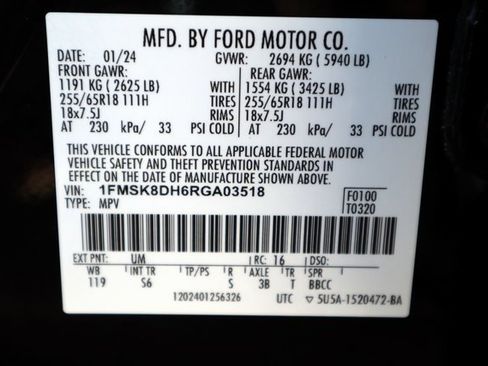 MFD. BY FORD MOTOR CO.
DATE: 01/24 GVWR: 2694 KG ( 5940 LB)
FRONT GAWR: REAR GAWR:
1191 KG ( 2625 LB) WITH 1554 KG ( 3425 LB) WITH
255/65R18 111H TIRES 255/65R18 111H TIRES
18x7.5J RIMS 18x7.5J RIMS
AT 230 kPa/ 33 PSI COLD AT 230 kPa/ 33 PSI COLD
THIS VEHICLE CONFORMS TO ALL APPLICABLE FEDERAL MOTOR
VEHICLE SAFETY AND THEFT PREVENTION STANDARDS IN
EFFECT ON THE DATE OF MANUFACTURE SHOWN ABOVE.
VIN: 1FMSK8DH6RGA03518 F0100
TYPE: MPV T0320
EXT PNT: UM RC: 16 DSO:
WB INT TR TP/PS R AXLE TR SPR
119 S6 S 3B T BBCC
1202401256326 UTC ▽ 5U5A-1520472-BA